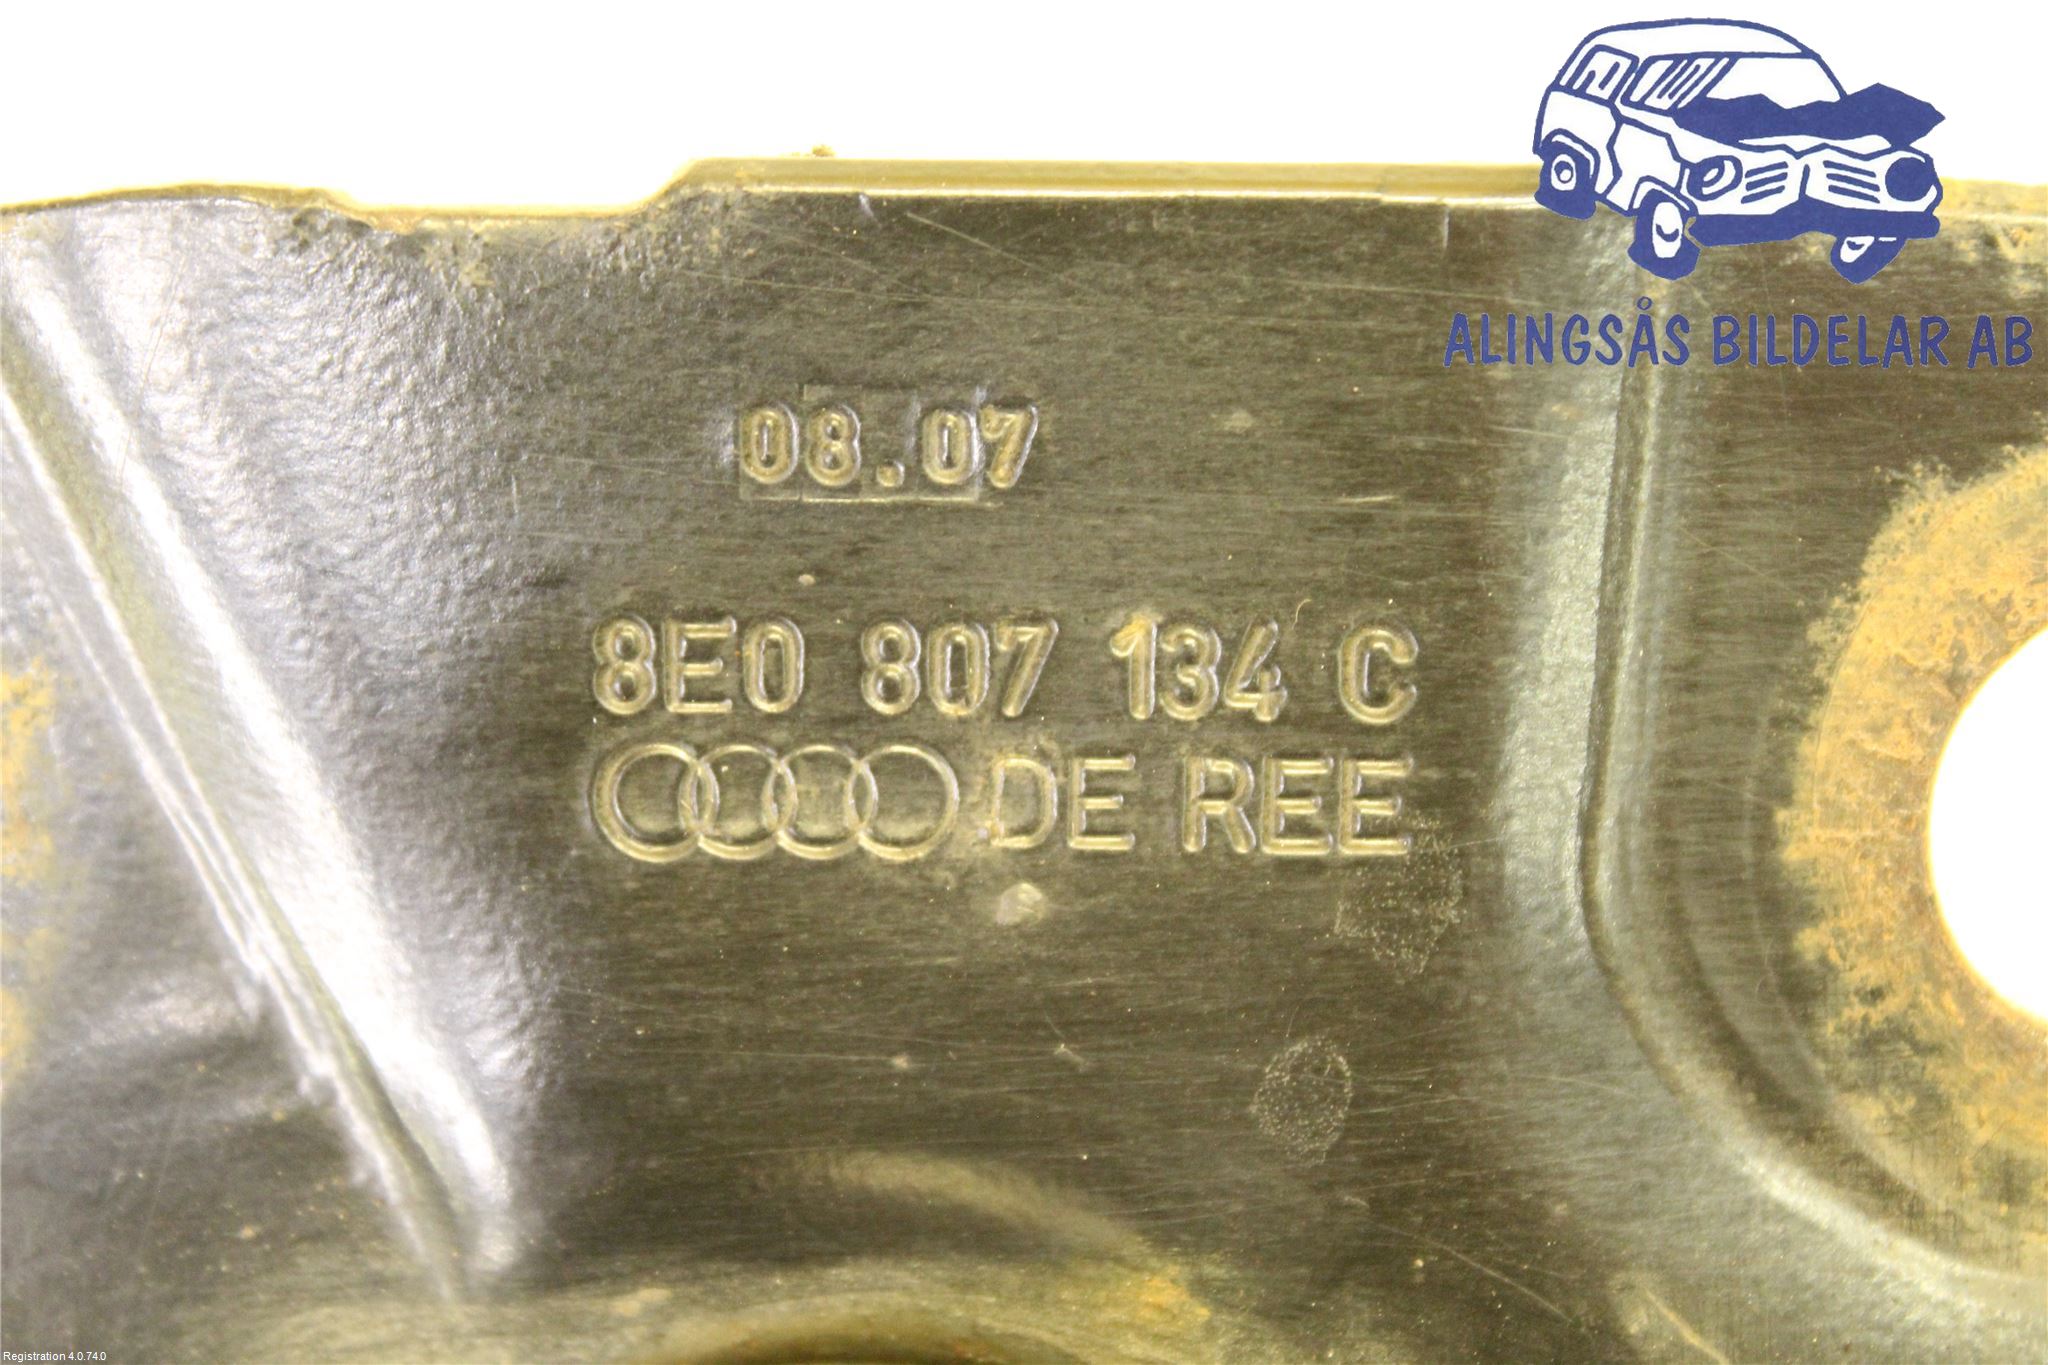 ALINGSÅS BILDELAR AB
08.07
8E0 807 134 C
DE REE
Registration 4.0.74.0